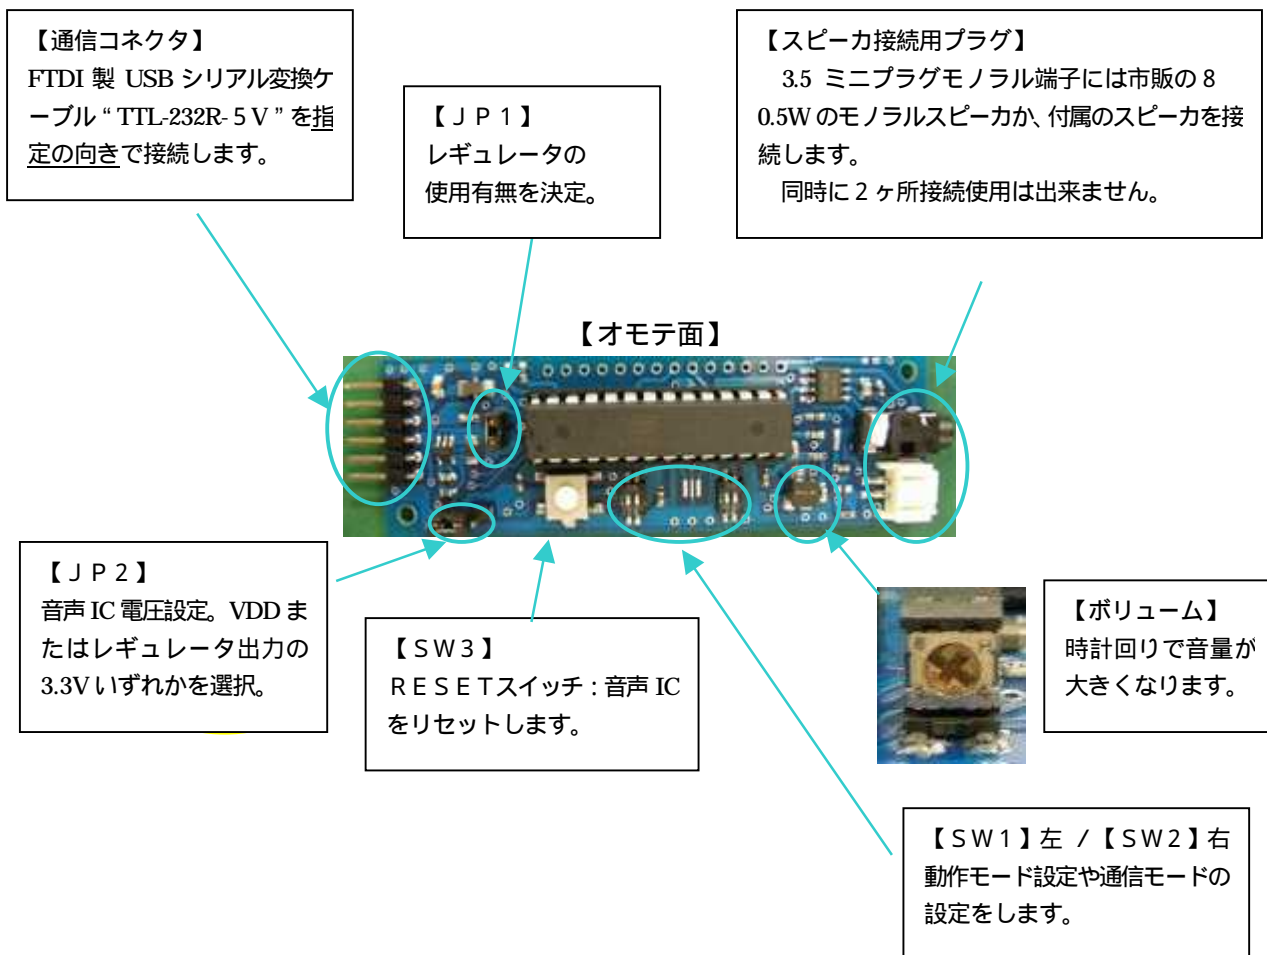 【通信コネクタ】
FTDI 製 USB シリアル変換ケ
ーブル“TTL-232R-５V”を指
定の向きで接続します。
【ＪＰ１】
レギュレータの
使用有無を決定。
【スピーカ接続用プラグ】
3.5 ミニプラグモノラル端子には市販の 8
0.5W のモノラルスピーカか、付属のスピーカを接
続します。
同時に２ヶ所接続使用は出来ません。
【オモテ面】
【ＪＰ２】
音声 IC 電圧設定。VDD ま
たはレギュレータ出力の
3.3V いずれかを選択。
【ＳＷ３】
ＲＥＳＥＴスイッチ：音声 IC
をリセットします。
【ボリューム】
時計回りで音量が
大きくなります。
【ＳＷ１】左 /【ＳＷ２】右
動作モード設定や通信モードの
設定をします。